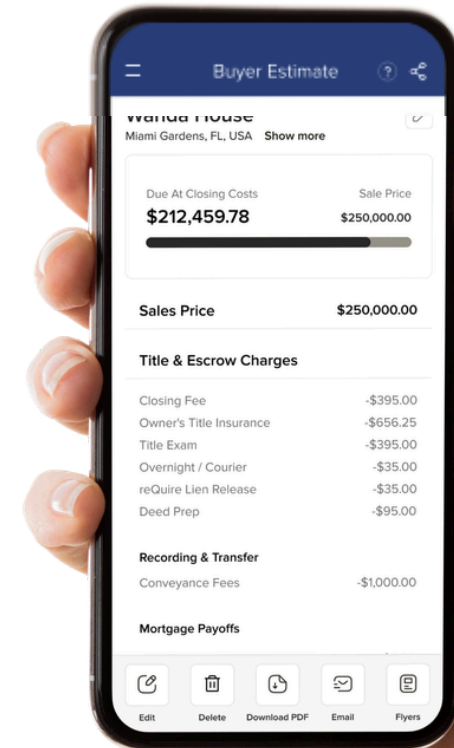 Buyer Estimate ?
Wanda House
Miami Gardens, FL, USA Show more
Due At Closing Costs Sale Price
$212,459.78 $250,000.00
Sales Price $250,000.00
Title & Escrow Charges
Closing Fee -$395.00
Owner's Title Insurance -$656.25
Title Exam -$395.00
Overnight / Courier -$35.00
reQuire Lien Release -$35.00
Deed Prep -$95.00
Recording & Transfer
Conveyance Fees -$1,000.00
Mortgage Payoffs
Edit Delete Download PDF Email Flyers